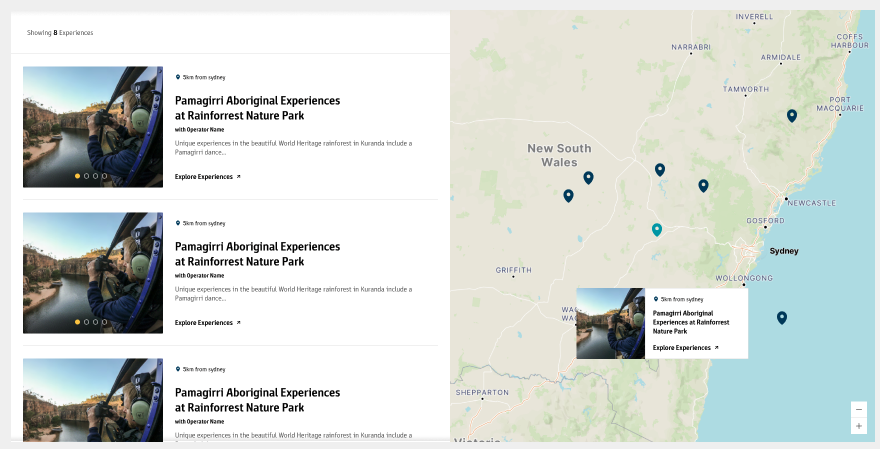 Showing 8 Experiences
5km from sydney
Pamagirri Aboriginal Experiences
at Rainforrest Nature Park
with Operator Name
Unique experiences in the beautiful World Heritage rainforest in Kuranda include a
Pamagirri dance...
Explore Experiences
5km from sydney
Pamagirri Aboriginal Experiences
at Rainforrest Nature Park
with Operator Name
Unique experiences in the beautiful World Heritage rainforest in Kuranda include a
Pamagirri dance...
Explore Experiences
5km from sydney
Pamagirri Aboriginal Experiences
at Rainforrest Nature Park
with Operator Name
Unique experiences in the beautiful World Heritage rainforest in Kuranda include a
INVERELL
COFFS
HARBOUR
NARRABRI
ARMIDALE
TAMWORTH
PORT
MACQUARIE
New South
Wales
NEWCASTLE
GOSFORD
Sydney
GRIFFITH
WOLLONGONG
5km from sydney
Pamagirri Aboriginal
Experiences at Rainforrest
Nature Park
Explore Experiences
SHEPPARTON
Victoria